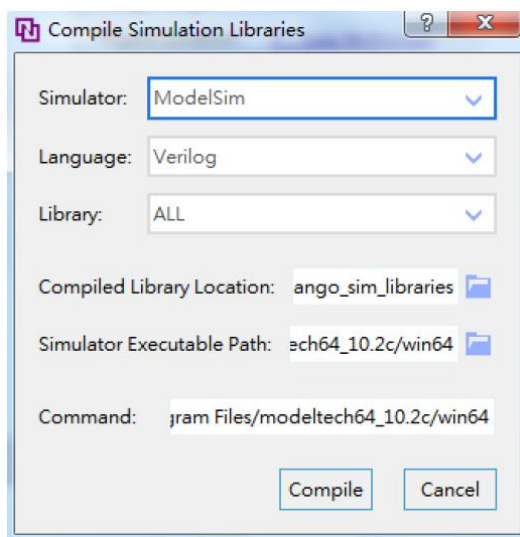 Compile Simulation Libraries
?
Simulator: ModelSim
Language: Verilog
Library: ALL
Compiled Library Location: ango_sim_libraries
Simulator Executable Path: ech64_10.2c/win64
Command: gram Files/modeltech64_10.2c/win64
Compile Cancel